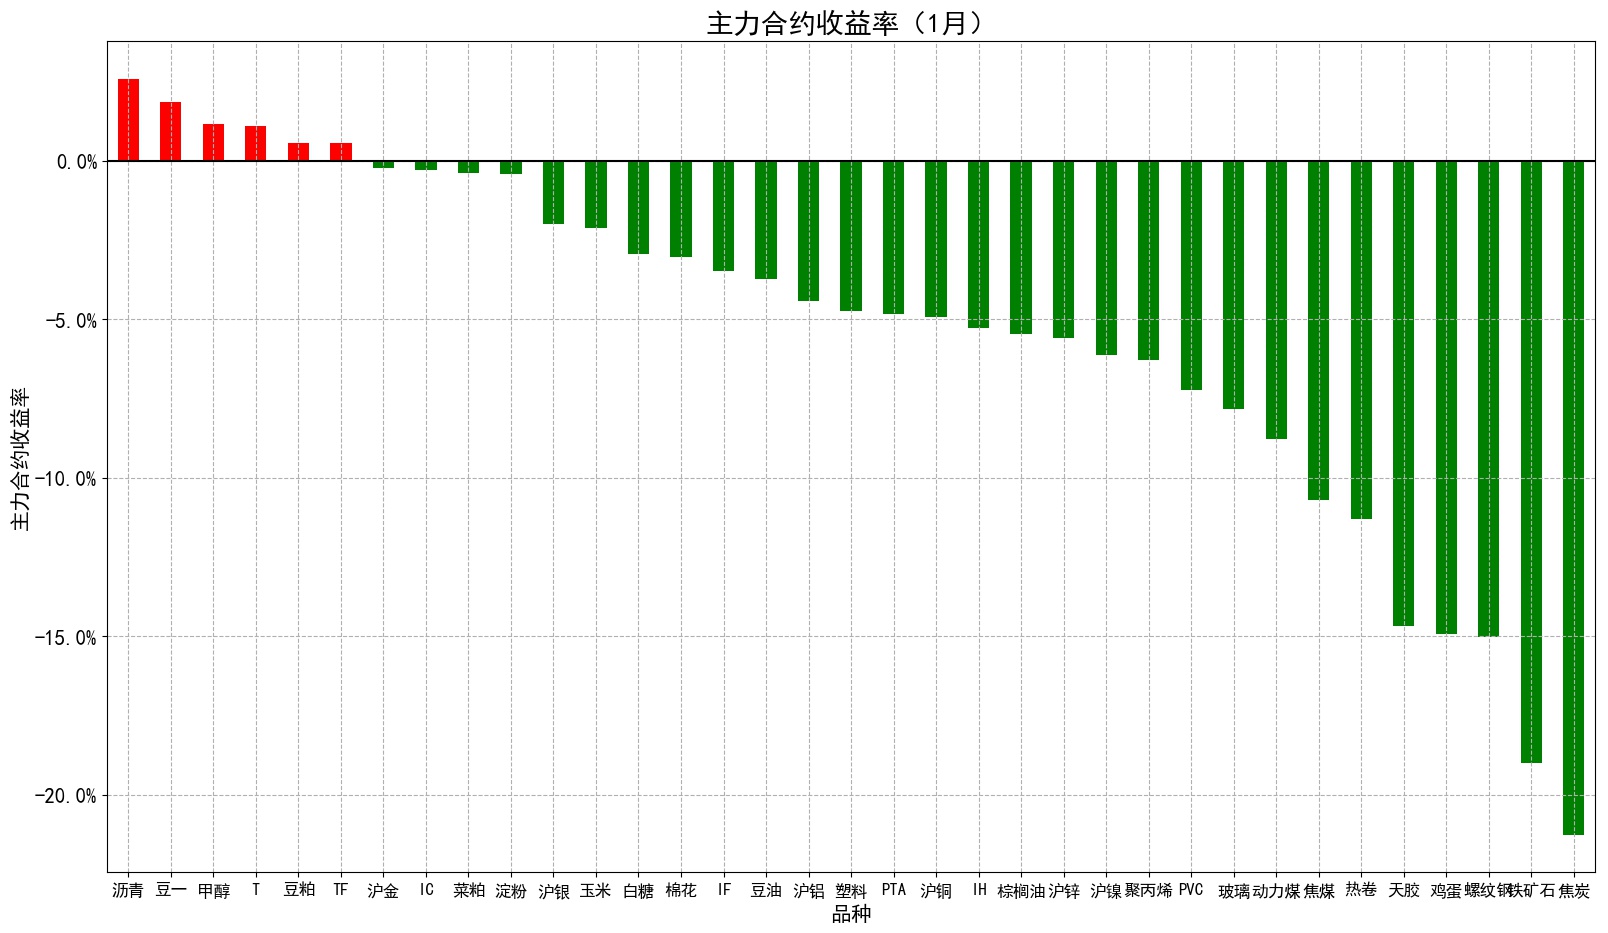 主力合约收益率（1月）
主力合约收益率
0.0%
−5.0%
−10.0%
−15.0%
−20.0%
沥青 豆一 甲醇 T 豆粕 TF 沪金 IC 菜粕 淀粉 沪银 玉米 白糖 棉花 IF 豆油 沪铝 塑料 PTA 沪铜 IH 棕榈油 沪锌 沪镍 聚丙烯 PVC 玻璃 动力煤 焦煤 热卷 天胶 鸡蛋 螺纹钢 铁矿石 焦炭
品种